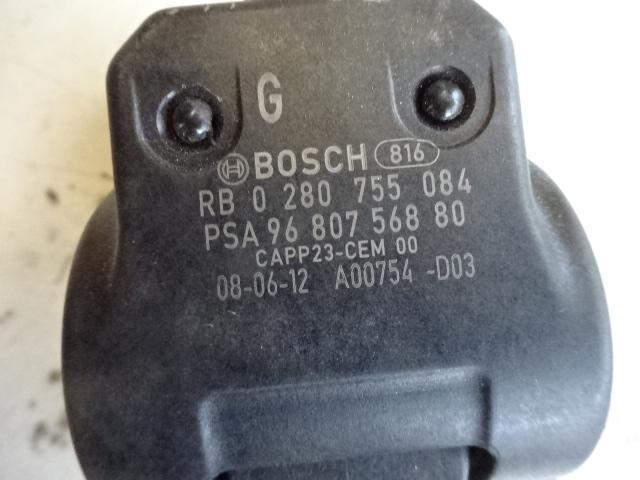 G
BOSCH 816
RB 0 280 755 084
PSA 96 807 568 80
CAPP23-CEM 00
08-06-12 A00754 -D03